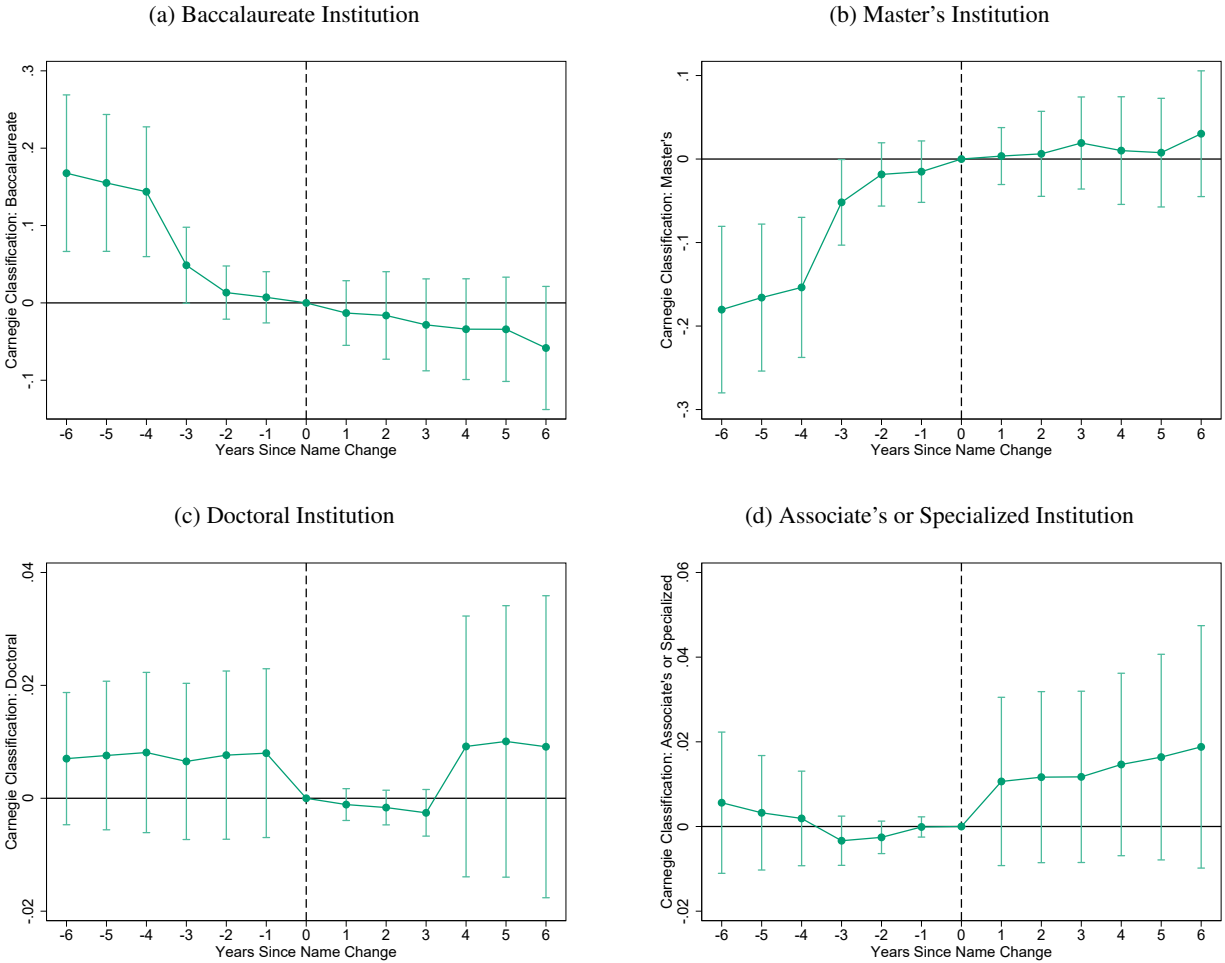 (a) Baccalaureate Institution
Carnegie Classification: Baccalaureate
.3
.2
.1
0
-.1
-6 -5 -4 -3 -2 -1 0 1 2 3 4 5 6
Years Since Name Change
(b) Master's Institution
Carnegie Classification: Master's
.1
0
-.1
-.2
-.3
-6 -5 -4 -3 -2 -1 0 1 2 3 4 5 6
Years Since Name Change
(c) Doctoral Institution
Carnegie Classification: Doctoral
.04
.02
0
-.02
-6 -5 -4 -3 -2 -1 0 1 2 3 4 5 6
Years Since Name Change
(d) Associate's or Specialized Institution
Carnegie Classification: Associate's or Specialized
.06
.04
.02
0
-.02
-6 -5 -4 -3 -2 -1 0 1 2 3 4 5 6
Years Since Name Change